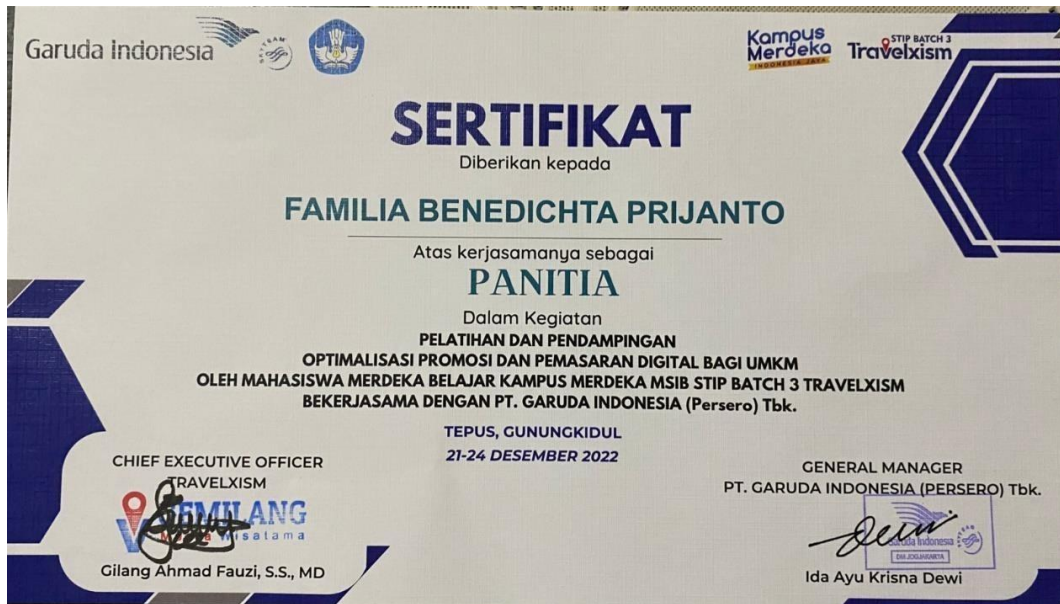 Garuda Indonesia
SKYTEAM
Kampus
Merdeka
INDONESIA JAYA
STIP BATCH 3
Travelxism
SERTIFIKAT
Diberikan kepada
FAMILIA BENEDICHTA PRIJANTO
Atas kerjasamanya sebagai
PANITIA
Dalam Kegiatan
PELATIHAN DAN PENDAMPINGAN
OPTIMALISASI PROMOSI DAN PEMASARAN DIGITAL BAGI UMKM
OLEH MAHASISWA MERDEKA BELAJAR KAMPUS MERDEKA MSIB STIP BATCH 3 TRAVELXISM
BEKERJASAMA DENGAN PT. GARUDA INDONESIA (Persero) Tbk.
TEPUS, GUNUNGKIDUL
21-24 DESEMBER 2022
CHIEF EXECUTIVE OFFICER
TRAVELXISM
GEMILANG
Wisatama
Gilang Ahmad Fauzi, S.S., MD
GENERAL MANAGER
PT. GARUDA INDONESIA (PERSERO) Tbk.
Garuda Indonesia
Ida Ayu Krisna Dewi